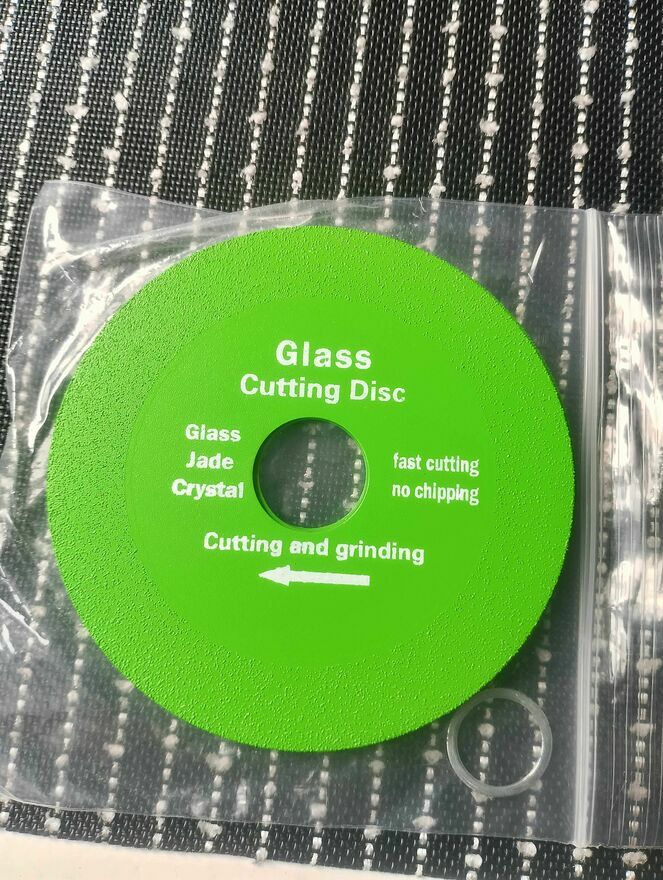 Glass
Cutting Disc
Glass
Jade
Crystal
fast cutting
no chipping
Cutting and grinding